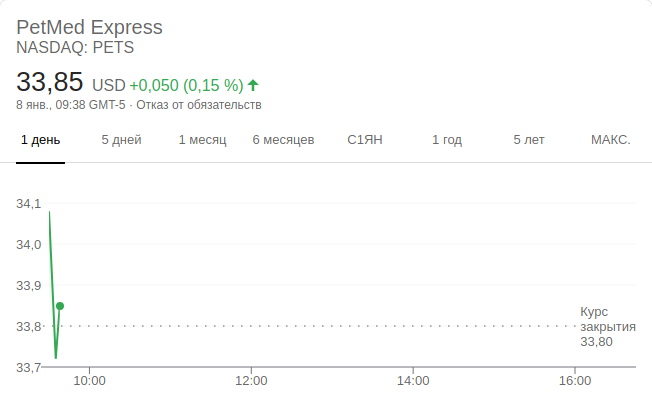 PetMed Express
NASDAQ: PETS
33,85 USD +0,050 (0,15 %)
8 янв., 09:38 GMT-5 · Отказ от обязательств
1 день 5 дней 1 месяц 6 месяцев С1ЯН 1 год 5 лет МАКС.
34,1
34,0
33,9
33,8
33,7
Курс
закрытия
33,80
10:00 12:00 14:00 16:00